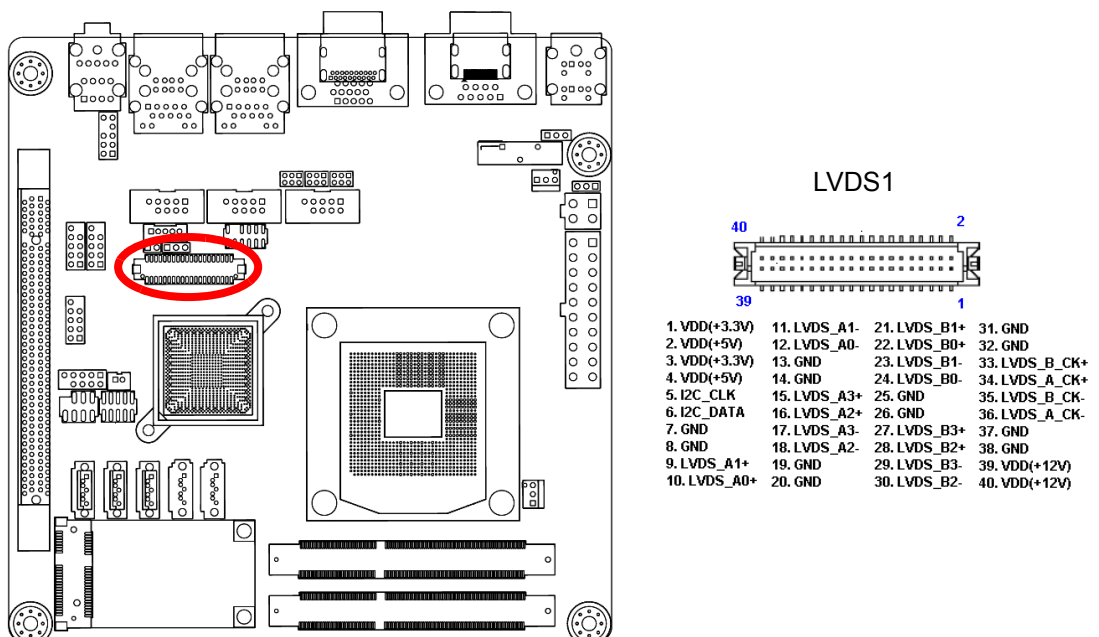 LVDS1
40
2
39
1
1. VDD(+3.3V)
2. VDD(+5V)
3. VDD(+3.3V)
4. VDD(+5V)
5. I2C_CLK
6. I2C_DATA
7. GND
8. GND
9. LVDS_A1+
10. LVDS_A0+
11. LVDS_A1-
12. LVDS_A0-
13. GND
14. GND
15. LVDS_A3+
16. LVDS_A2+
17. LVDS_A3-
18. LVDS_A2-
19. GND
20. GND
21. LVDS_B1+
22. LVDS_B0+
23. LVDS_B1-
24. LVDS_B0-
25. GND
26. GND
27. LVDS_B3+
28. LVDS_B2+
29. LVDS_B3-
30. LVDS_B2-
31. GND
32. GND
33. LVDS_B_CK+
34. LVDS_A_CK+
35. LVDS_B_CK-
36. LVDS_A_CK-
37. GND
38. GND
39. VDD(+12V)
40. VDD(+12V)